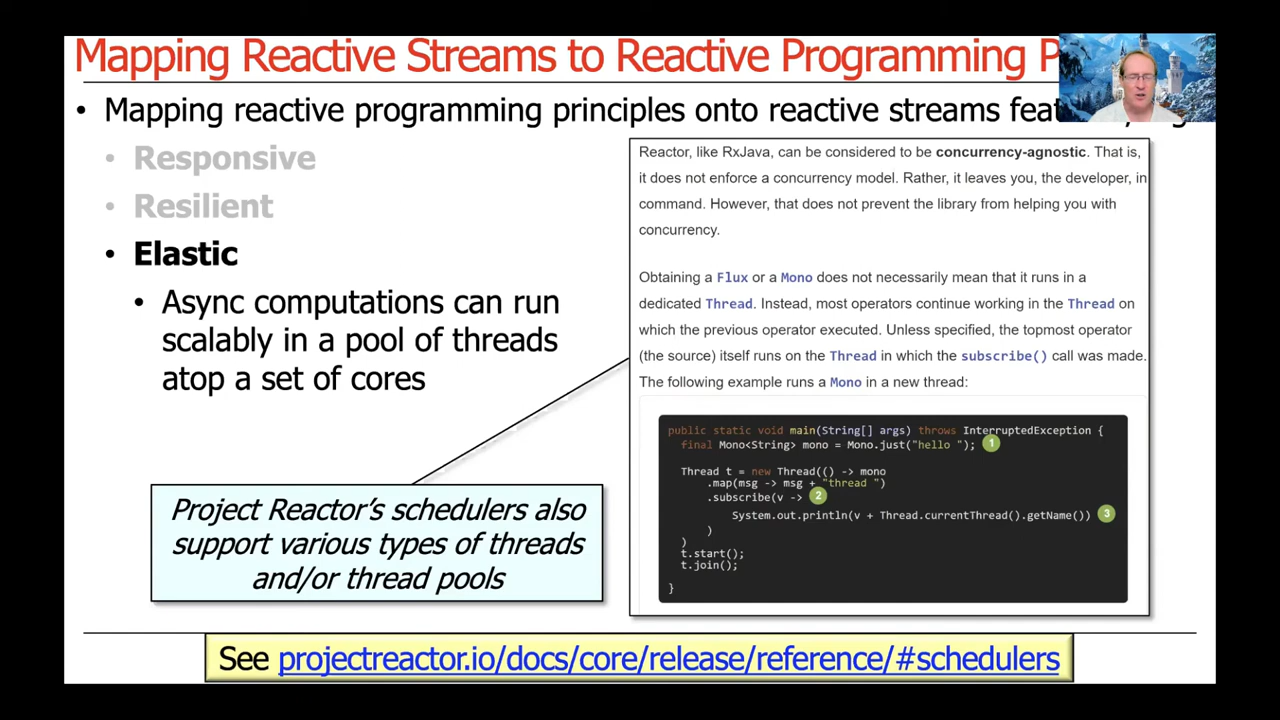 Mapping Reactive Streams to Reactive Programming P
• Mapping reactive programming principles onto reactive streams
• Responsive
• Resilient
• Elastic
• Async computations can run
scalably in a pool of threads
atop a set of cores
Project Reactor's schedulers also
support various types of threads
and/or thread pools
Reactor, like RxJava, can be considered to be concurrency-agnostic. That is,
it does not enforce a concurrency model. Rather, it leaves you, the developer, in
command. However, that does not prevent the library from helping you with
concurrency.
Obtaining a Flux or a Mono does not necessarily mean that it runs in a
dedicated Thread. Instead, most operators continue working in the Thread on
which the previous operator executed. Unless specified, the topmost operator
(the source) itself runs on the Thread in which the subscribe() call was made.
The following example runs a Mono in a new thread:
public static void main(String[] args) throws InterruptedException {
final Mono<String> mono = Mono.just("hello "); 1
Thread t = new Thread(() -> mono
.map(msg -> msg + "thread ")
.subscribe(v -> 2
System.out.println(v + Thread.currentThread().getName()) 3
)
)
t.start();
t.join();
}
See projectreactor.io/docs/core/release/reference/#schedulers